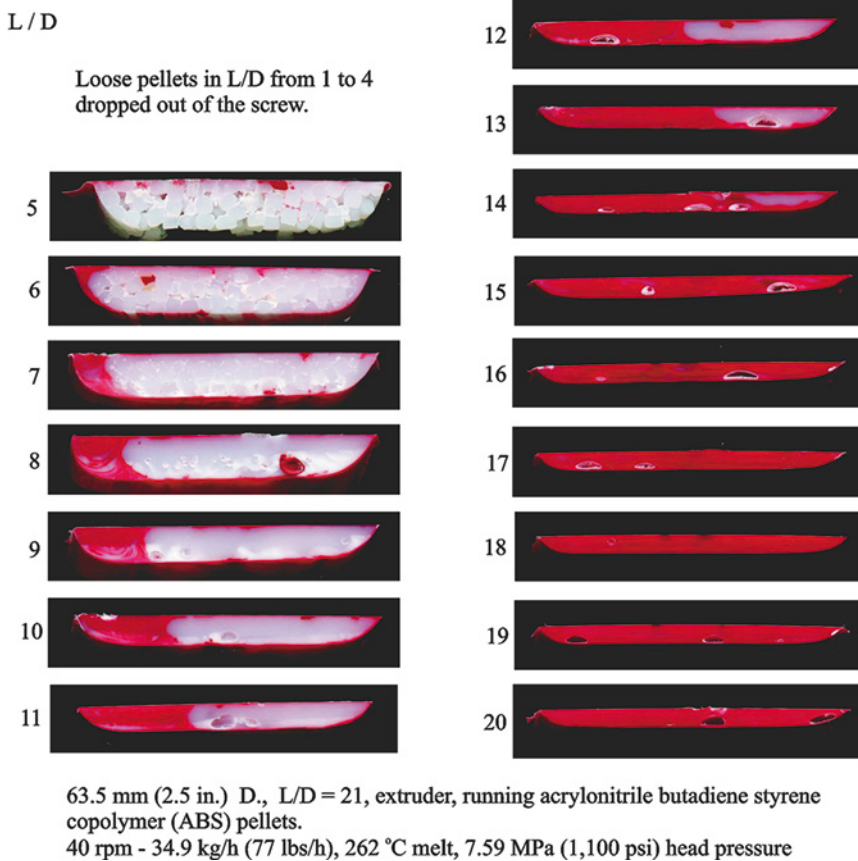 L / D
Loose pellets in L/D from 1 to 4
dropped out of the screw.
5
6
7
8
9
10
11
12
13
14
15
16
17
18
19
20
63.5 mm (2.5 in.) D., L/D = 21, extruder, running acrylonitrile butadiene styrene
copolymer (ABS) pellets.
40 rpm - 34.9 kg/h (77 lbs/h), 262 °C melt, 7.59 MPa (1,100 psi) head pressure